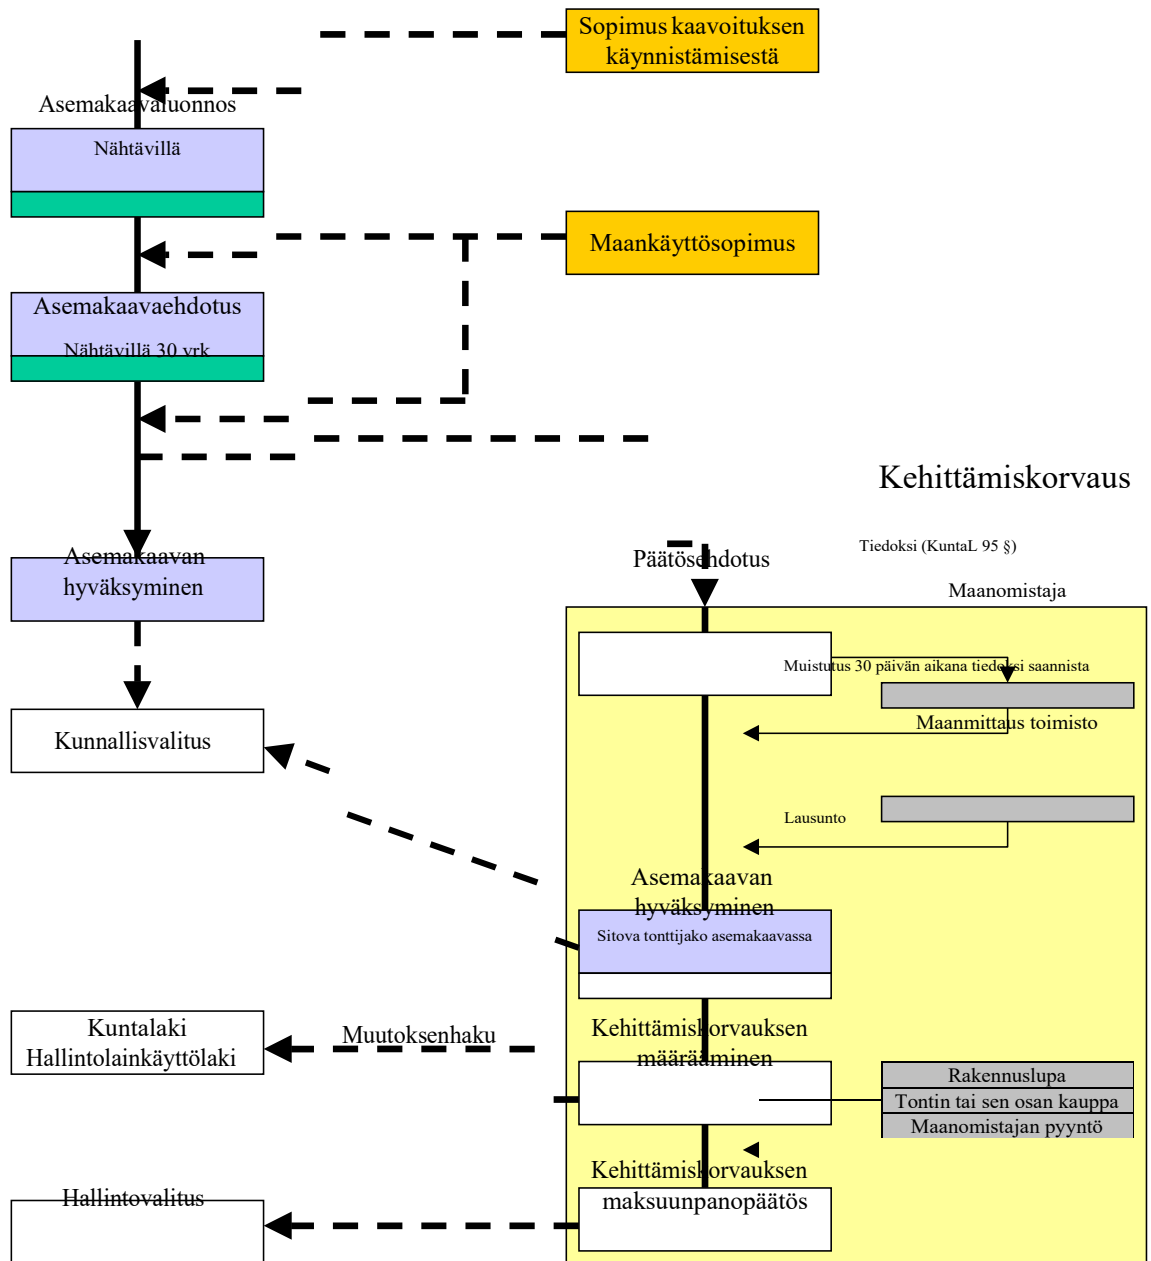 Sopimus kaavoituksen
käynnistämisestä
Asemakaavaluonnos
Nähtävillä
Maankäyttösopimus
Asemakaavaehdotus
Nähtävillä 30 vrk
Kehittämiskorvaus
Asemakaavan
hyväksyminen
Päätösehdotus
Tiedoksi (KuntaL 95 §)
Maanomistaja
Muistutus 30 päivän aikana tiedoksi saannista
Maanmittaus toimisto
Kunnallisvalitus
Lausunto
Asemakaavan
hyväksyminen
Sitova tonttijako asemakaavassa
Kuntalaki
Hallintolainkäyttölaki
Muutoksenhaku
Kehittämiskorvauksen
määrääminen
Rakennuslupa
Tontin tai sen osan kauppa
Maanomistajan pyyntö
Kehittämiskorvauksen
maksuunpanopäätös
Hallintovalitus